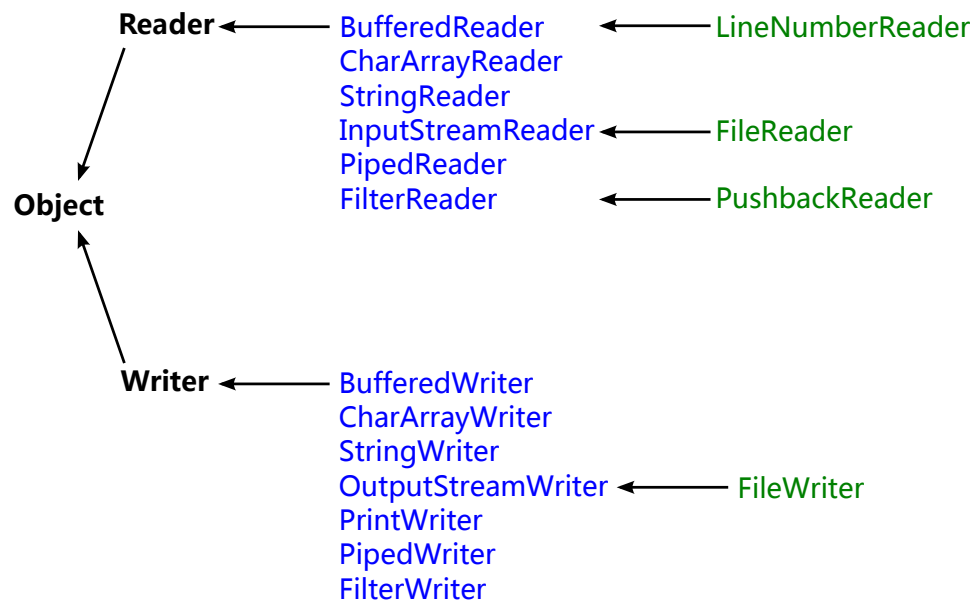 Reader BufferedReader LineNumberReader
CharArrayReader
StringReader
InputStreamReader FileReader
PipedReader
FilterReader PushbackReader
Object
Writer BufferedWriter
CharArrayWriter
StringWriter
OutputStreamWriter FileWriter
PrintWriter
PipedWriter
FilterWriter